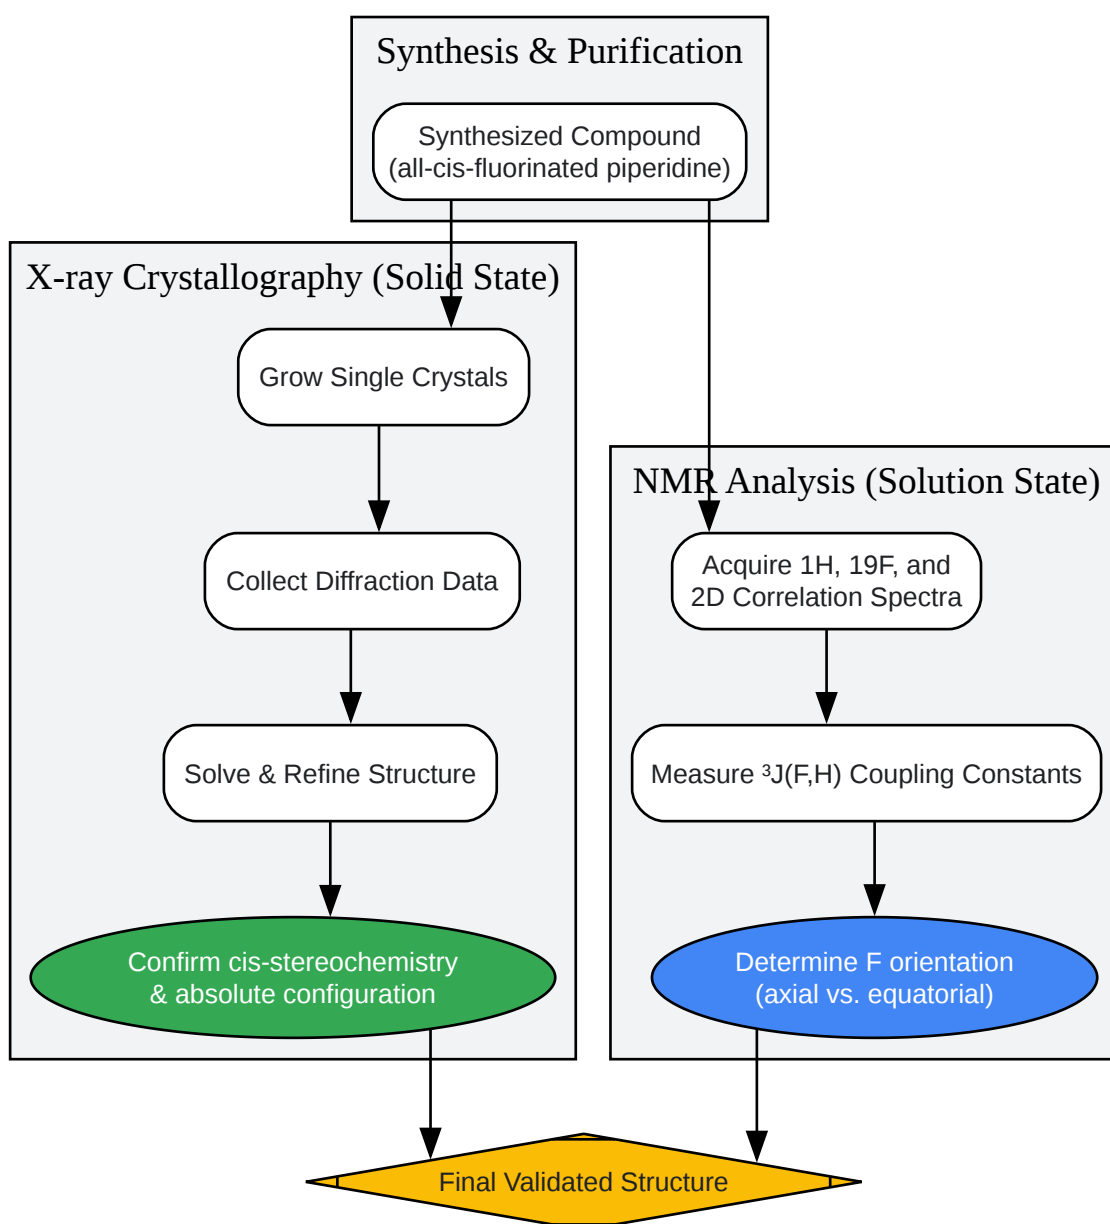 Synthesis & Purification
Synthesized Compound
(all-cis-fluorinated piperidine)
X-ray Crystallography (Solid State)
Grow Single Crystals
Collect Diffraction Data
Solve & Refine Structure
Confirm cis-stereochemistry
& absolute configuration
NMR Analysis (Solution State)
Acquire 1H, 19F, and
2D Correlation Spectra
Measure ³J(F,H) Coupling Constants
Determine F orientation
(axial vs. equatorial)
Final Validated Structure